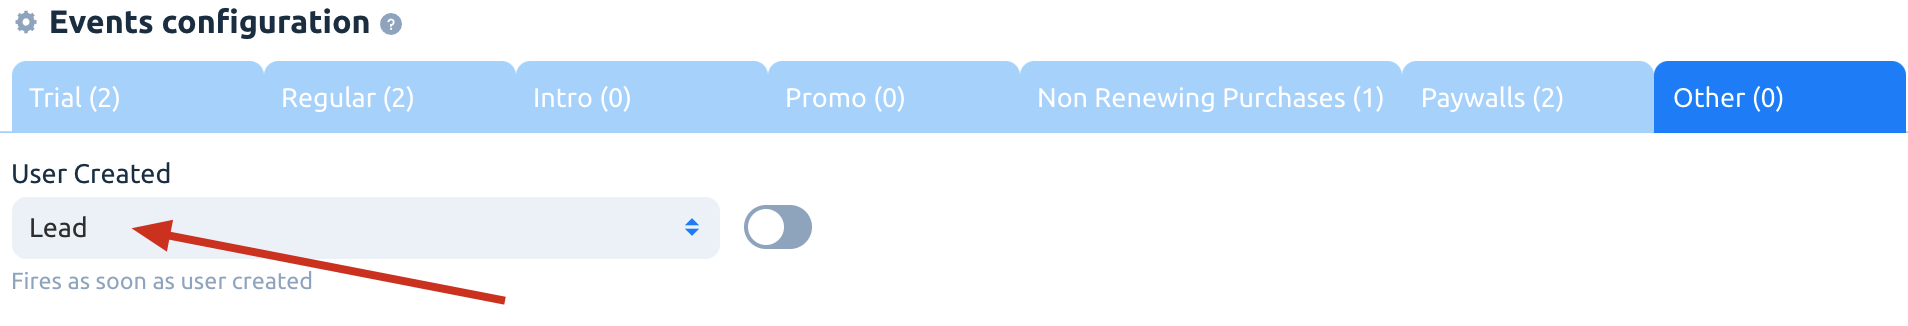 Events configuration ?
Trial (2) Regular (2) Intro (0) Promo (0) Non Renewing Purchases (1) Paywalls (2) Other (0)
User Created
Lead
Fires as soon as user created